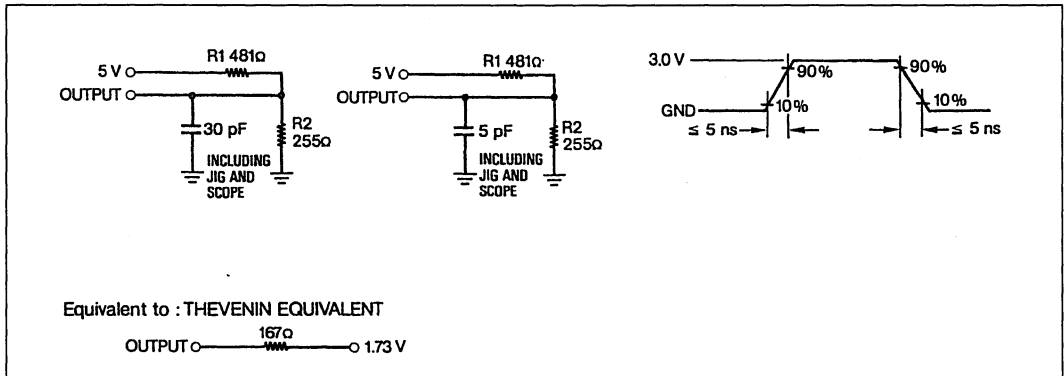 R1 481Ω
5 V
OUTPUT
30 pF
R2
255Ω
INCLUDING
JIG AND
SCOPE
R1 481Ω
5 V
OUTPUT
5 pF
R2
255Ω
INCLUDING
JIG AND
SCOPE
3.0 V
90%
90%
10%
10%
GND
≤ 5 ns
≤ 5 ns
Equivalent to : THEVENIN EQUIVALENT
167Ω
OUTPUT
1.73 V